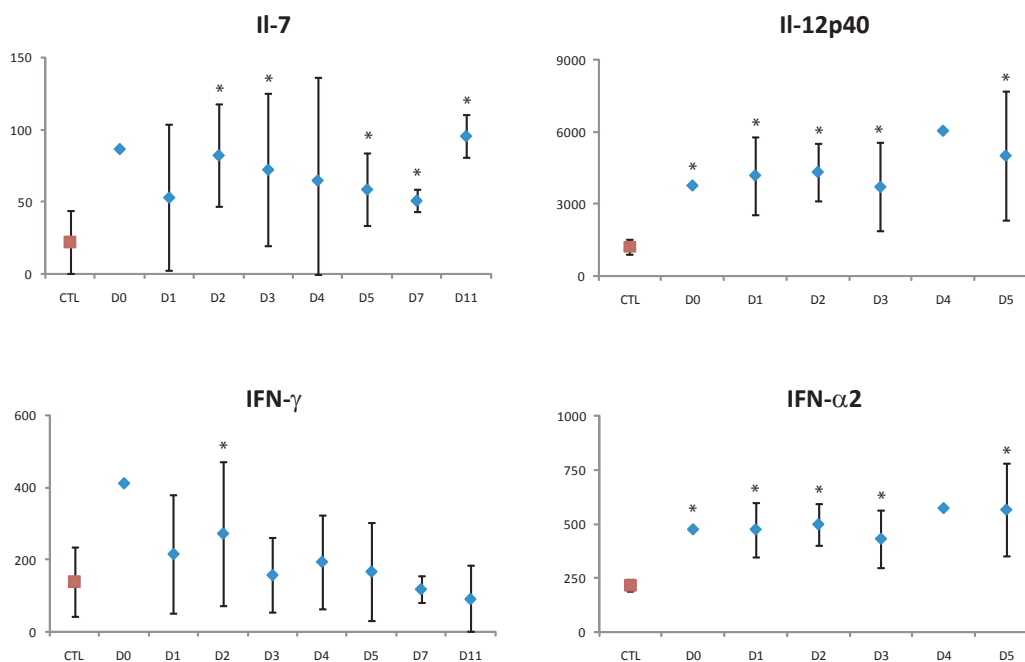 Il-7
150
100
50
0
* * * * *
CTL D0 D1 D2 D3 D4 D5 D7 D11
Il-12p40
9000
6000
3000
0
* * * * *
CTL D0 D1 D2 D3 D4 D5
IFN-γ
600
400
200
0
*
CTL D0 D1 D2 D3 D4 D5 D7 D11
IFN-α2
1000
750
500
250
0
* * * * *
CTL D0 D1 D2 D3 D4 D5